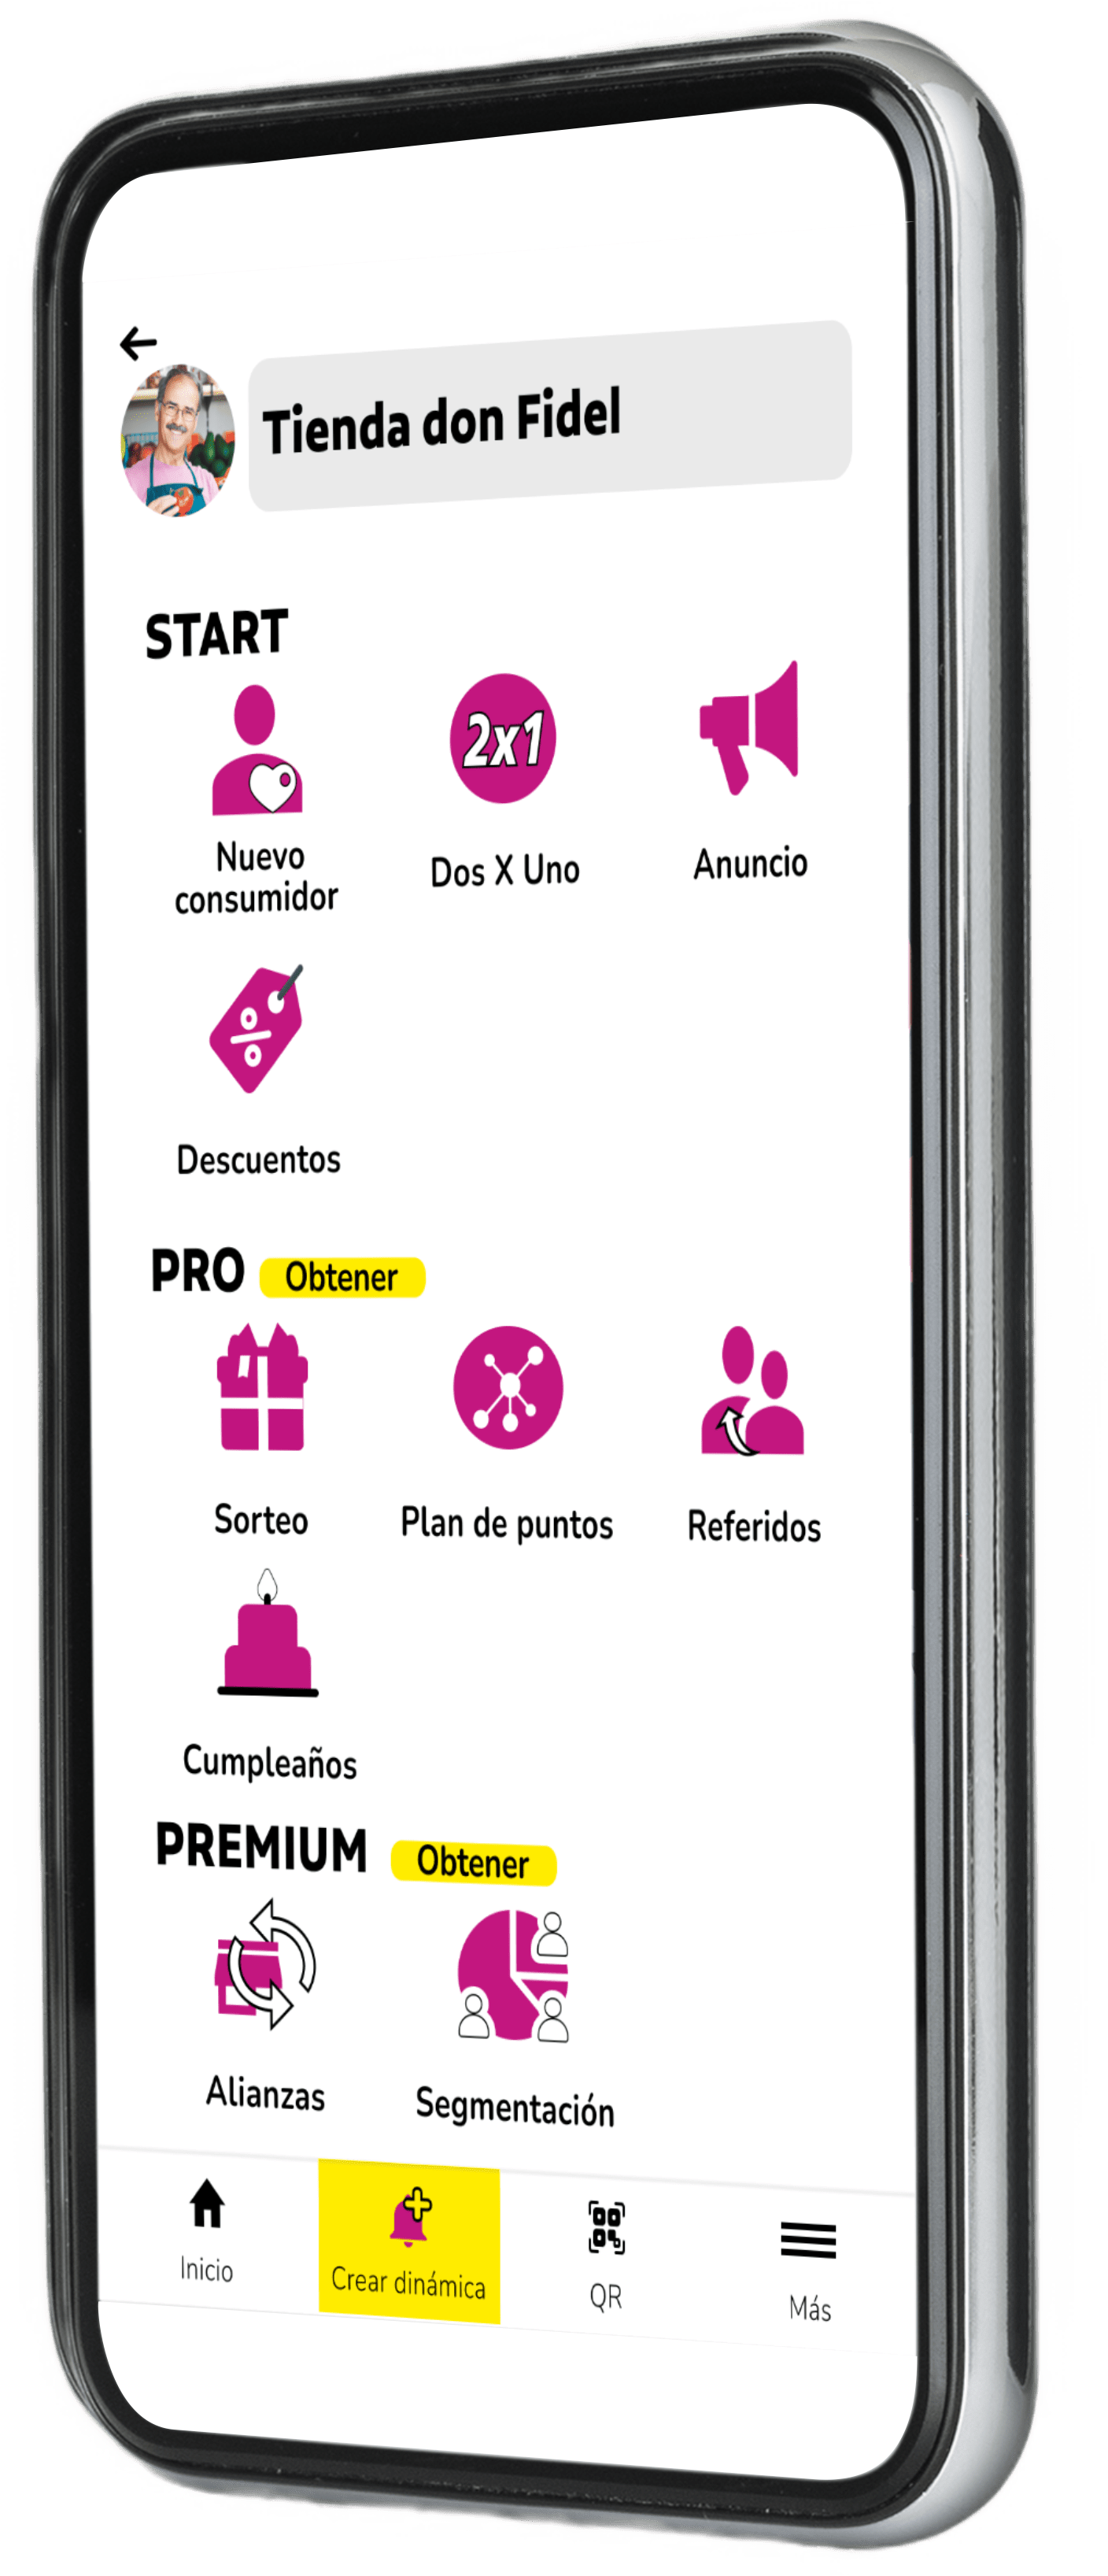 Tienda don Fidel
START
2x1
Nuevo
consumidor
Dos X Uno
Anuncio
Descuentos
PRO
Obtener
Sorteo
Plan de puntos
Referidos
Cumpleaños
PREMIUM
Obtener
Alianzas
Segmentación
Inicio
Crear dinámica
QR
Más